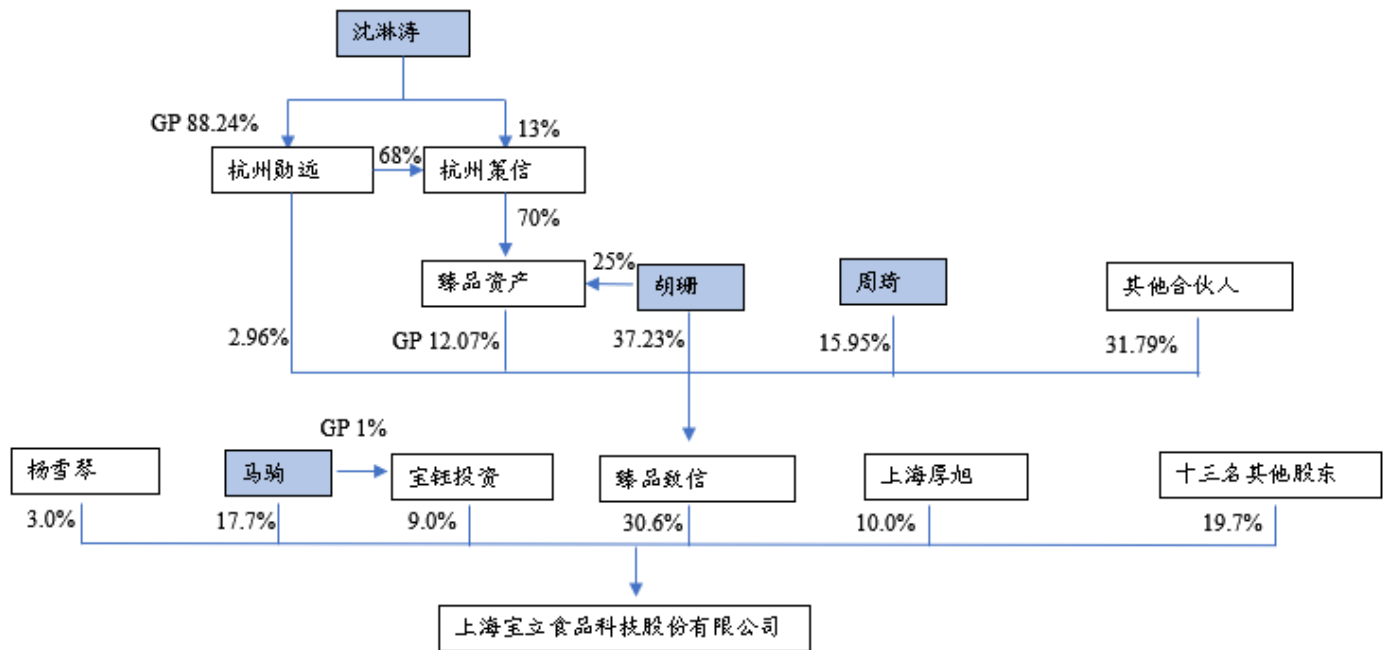 沈淋涛
GP 88.24%
13%
杭州勋远
68%
杭州策信
70%
臻品资产
25%
胡珊
周琦
其他合伙人
2.96%
GP 12.07%
37.23%
15.95%
31.79%
GP 1%
杨雪琴
马驹
宝钰投资
臻品致信
上海厚旭
十三名其他股东
3.0%
17.7%
9.0%
30.6%
10.0%
19.7%
上海宝立食品科技股份有限公司